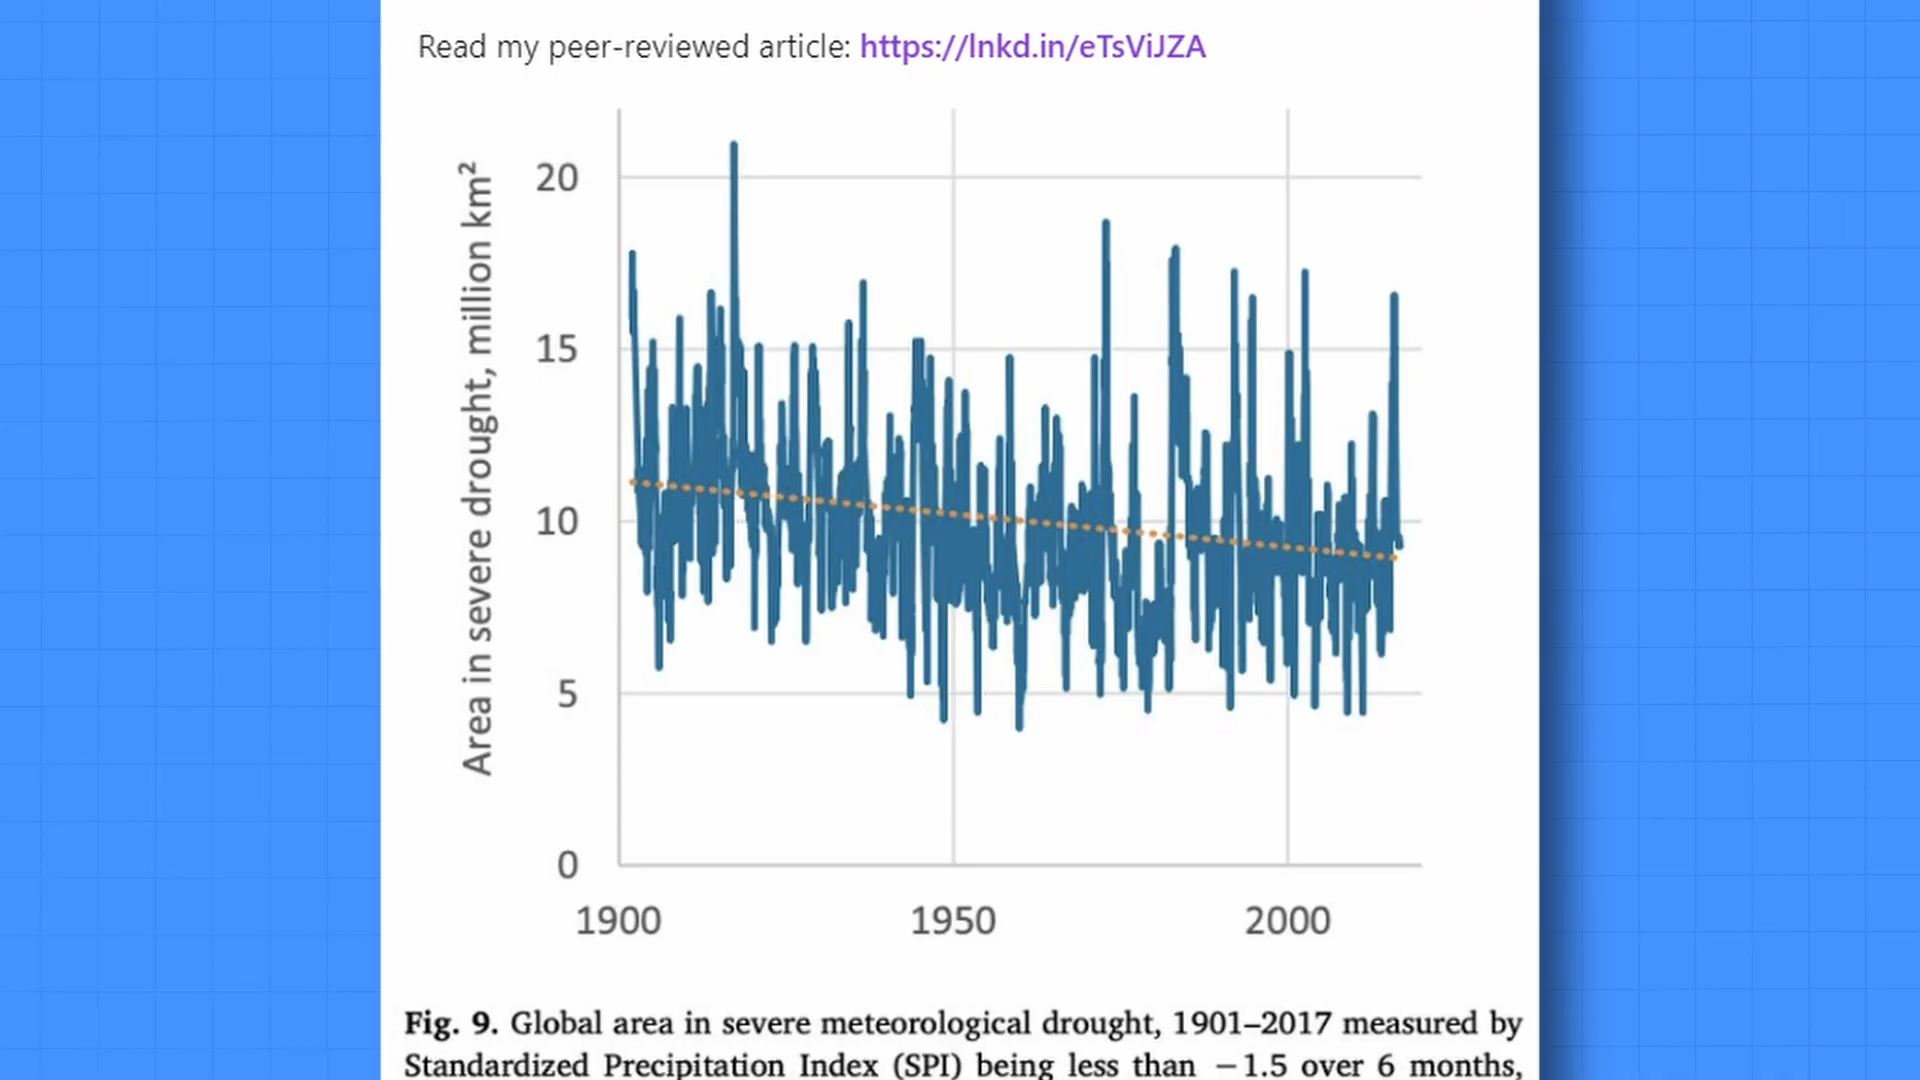 Read my peer-reviewed article: https://lnkd.in/eTsViJZA
Area in severe drought, million km²
20
15
10
5
0
1900 1950 2000
Fig. 9. Global area in severe meteorological drought, 1901–2017 measured by
Standardized Precipitation Index (SPI) being less than −1.5 over 6 months,